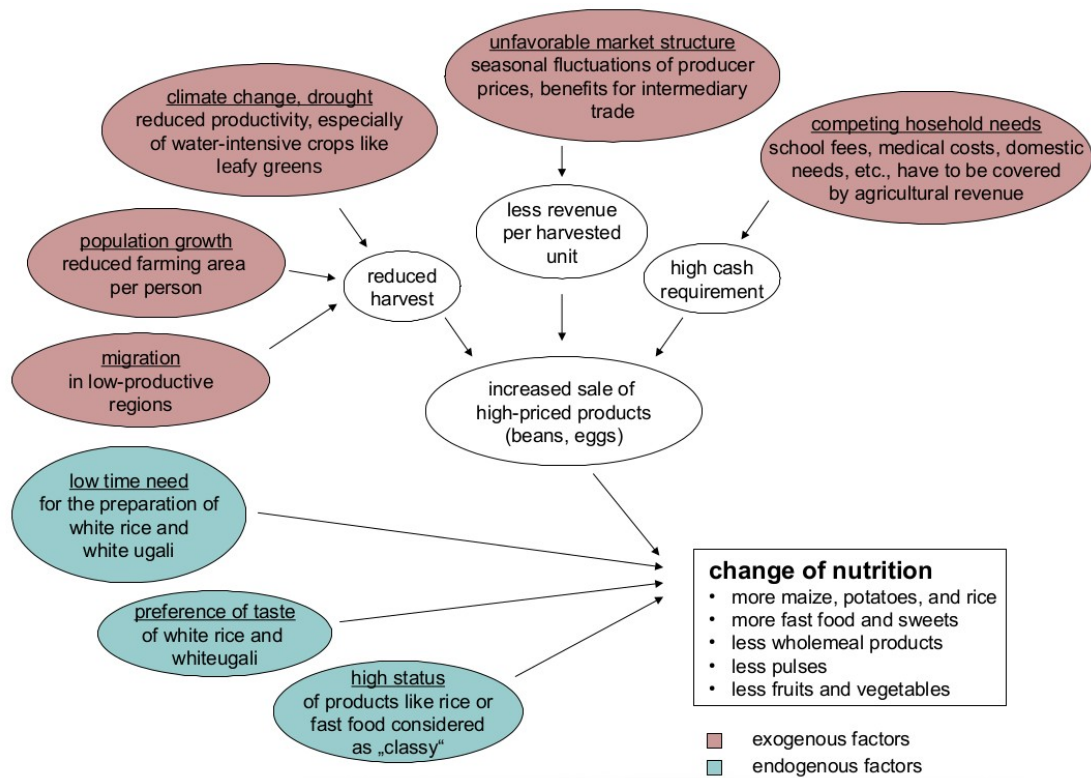 unfavorable market structure
seasonal fluctuations of producer
prices, benefits for intermediary
trade
climate change, drought
reduced productivity, especially
of water-intensive crops like
leafy greens
competing hosehold needs
school fees, medical costs, domestic
needs, etc., have to be covered
by agricultural revenue
population growth
reduced farming area
per person
less revenue
per harvested
unit
reduced
harvest
high cash
requirement
migration
in low-productive
regions
increased sale of
high-priced products
(beans, eggs)
low time need
for the preparation of
white rice and
white ugali
preference of taste
of white rice and
whiteugali
high status
of products like rice or
fast food considered
as „classy“
change of nutrition
• more maize, potatoes, and rice
• more fast food and sweets
• less wholemeal products
• less pulses
• less fruits and vegetables
exogenous factors
endogenous factors